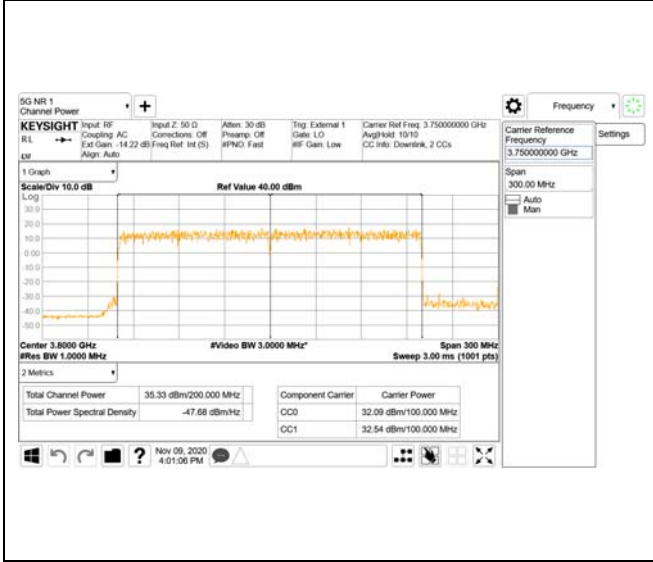 5G NR 1
Channel Power
+
Frequency
KEYSIGHT
Input: RF
Input Z: 50 Ω
Atten: 30 dB
Trig: External 1
Carrier Ref Freq: 3.750000000 GHz
RL
Coupling: AC
Corrections: Off
Preamp: Off
Gate: LO
Avg|Hold: 10/10
Ext Gain: -14.22 dB
Freq Ref: Int (S)
#PNO: Fast
#IF Gain: Low
CC Info: Downlink, 2 CCs
Align: Auto
Carrier Reference
Frequency
3.750000000 GHz
Settings
Span
300.00 MHz
Auto
Man
1 Graph
Scale/Div 10.0 dB
Ref Value 40.00 dBm
Log
30.0
20.0
10.0
0.00
-10.0
-20.0
-30.0
-40.0
-50.0
Center 3.8000 GHz
#Video BW 3.0000 MHz*
Span 300 MHz
#Res BW 1.0000 MHz
Sweep 3.00 ms (1001 pts)
2 Metrics
Total Channel Power
35.33 dBm/200.000 MHz
Component Carrier
Carrier Power
Total Power Spectral Density
-47.68 dBm/Hz
CC0
32.09 dBm/100.000 MHz
CC1
32.54 dBm/100.000 MHz
?
Nov 09, 2020
4:01:06 PM